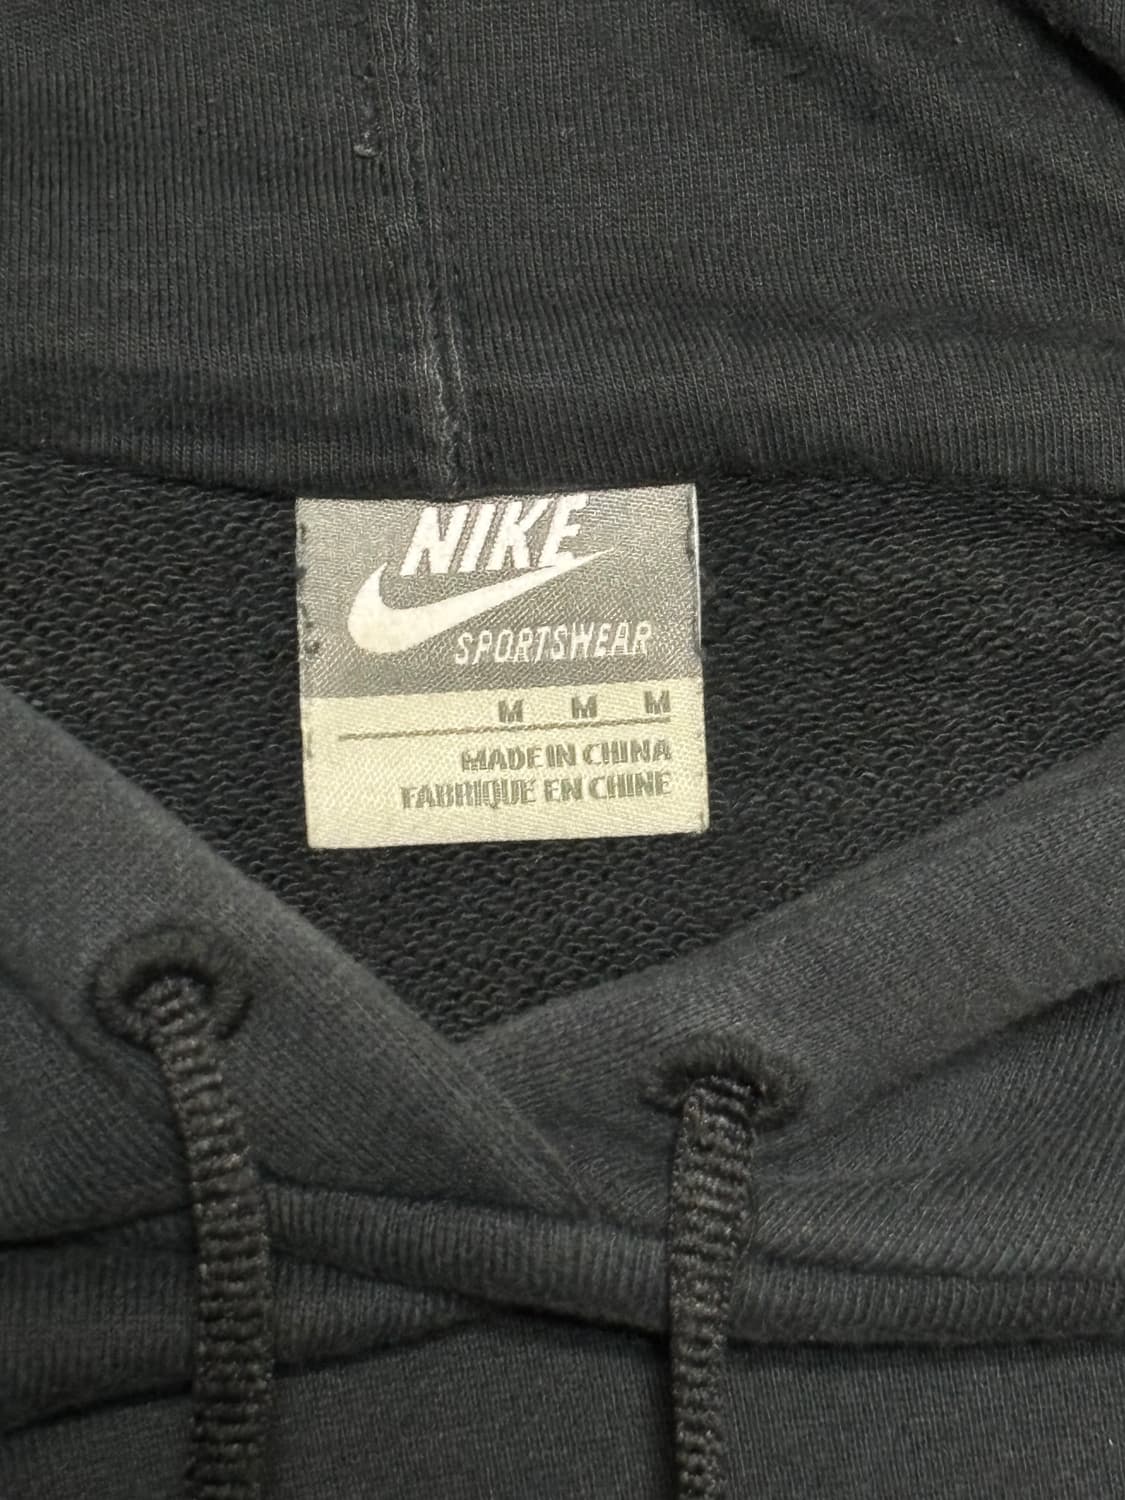 NIKE
SPORTSWEAR
M M M
MADE IN CHINA
FABRIQUE EN CHINE